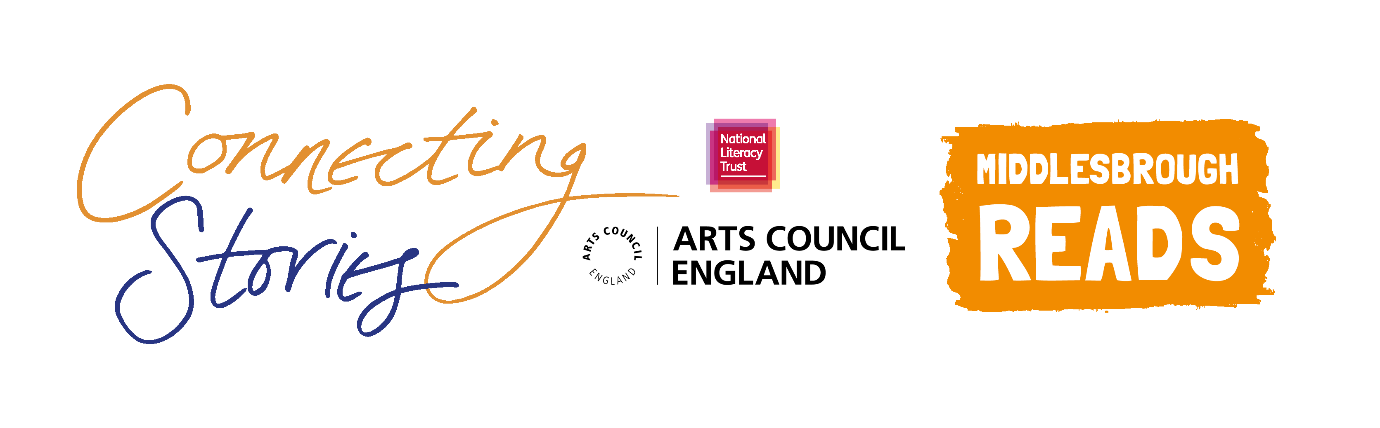 Connecting
Stories
National
Literacy
Trust
ARTS COUNCIL
ENGLAND
ARTS COUNCIL
ENGLAND
MIDDLESBROUGH
READS